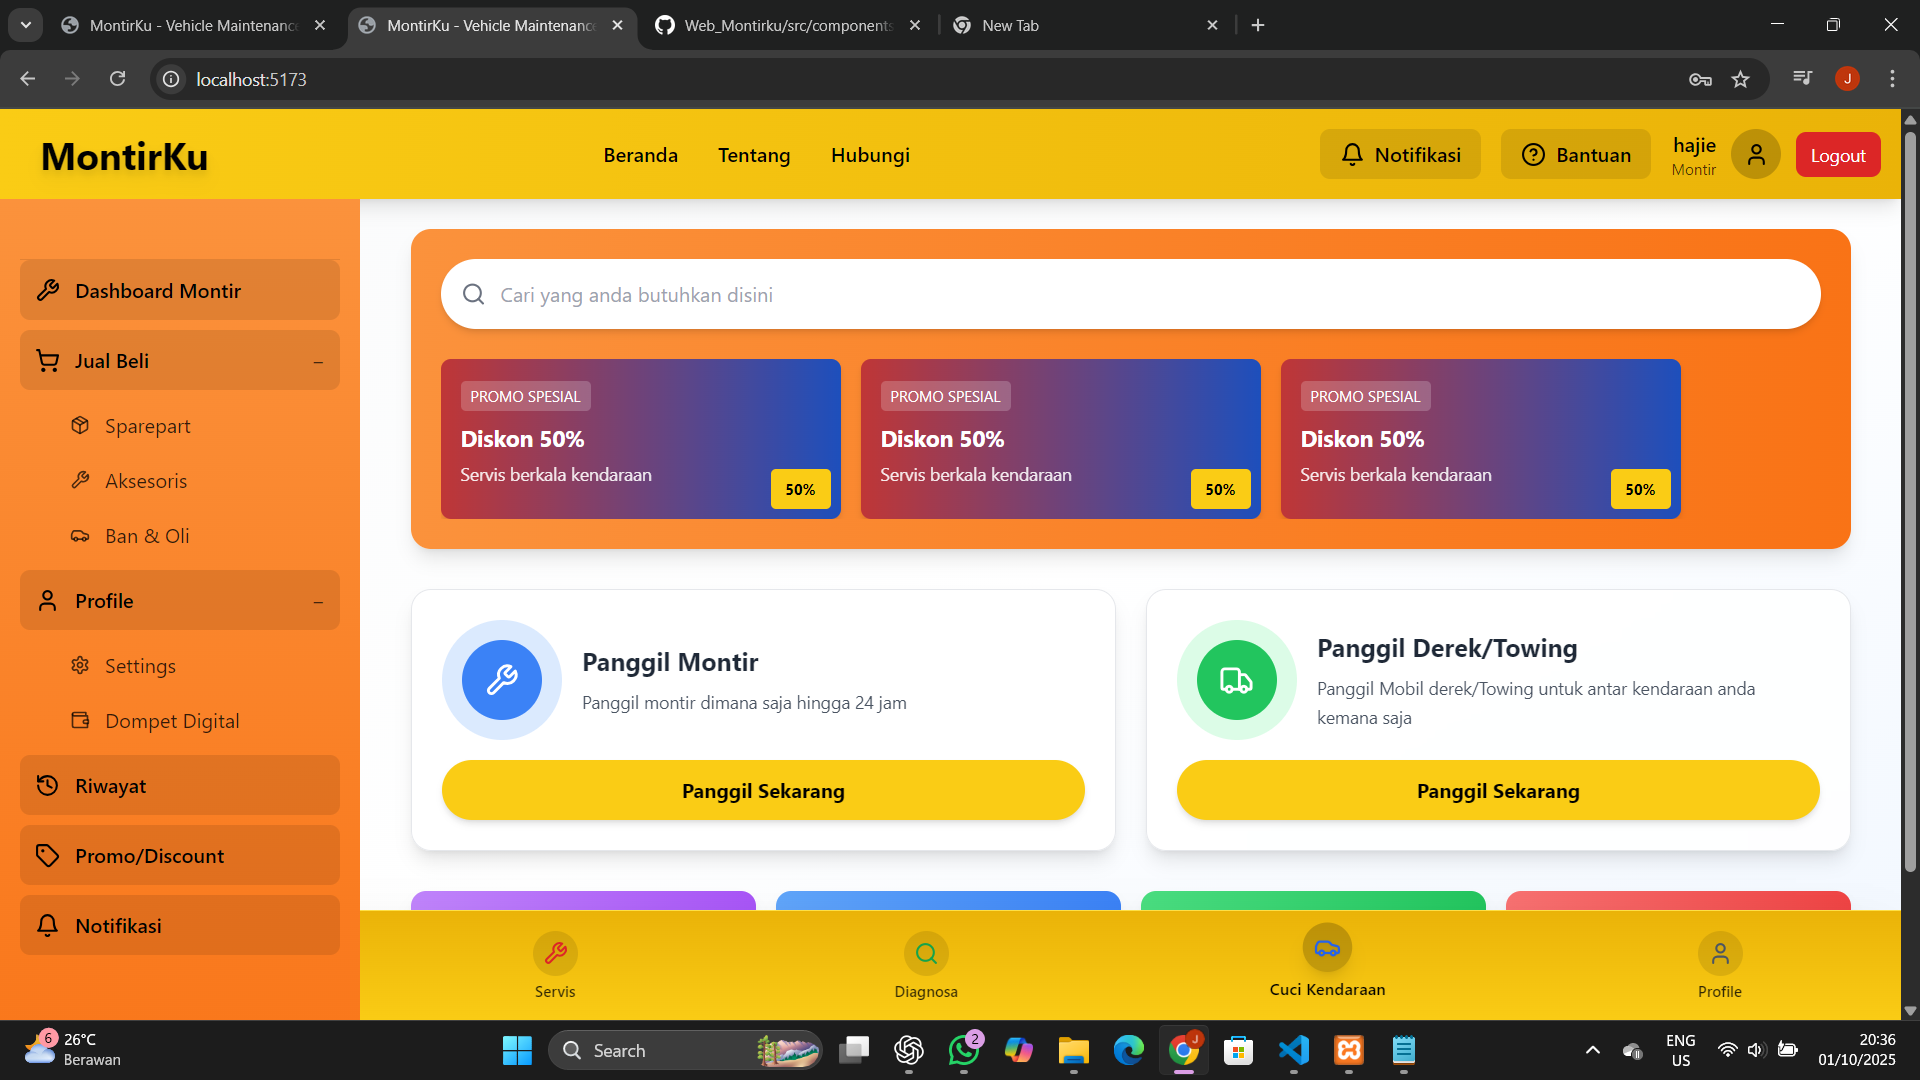 MontirKu - Vehicle Maintenance
MontirKu - Vehicle Maintenance
Web_Montirku/src/components
New Tab
localhost:5173
J
MontirKu
Beranda
Tentang
Hubungi
Notifikasi
Bantuan
hajie
Montir
Logout
Dashboard Montir
Jual Beli
Sparepart
Aksesoris
Ban & Oli
Profile
Settings
Dompet Digital
Riwayat
Promo/Discount
Notifikasi
Cari yang anda butuhkan disini
PROMO SPESIAL
Diskon 50%
Servis berkala kendaraan
50%
PROMO SPESIAL
Diskon 50%
Servis berkala kendaraan
50%
PROMO SPESIAL
Diskon 50%
Servis berkala kendaraan
50%
Panggil Montir
Panggil montir dimana saja hingga 24 jam
Panggil Sekarang
Panggil Derek/Towing
Panggil Mobil derek/Towing untuk antar kendaraan anda
kemana saja
Panggil Sekarang
Servis
Diagnosa
Cuci Kendaraan
Profile
6
26°C
Berawan
Search
2
J
ENG
US
20:36
01/10/2025